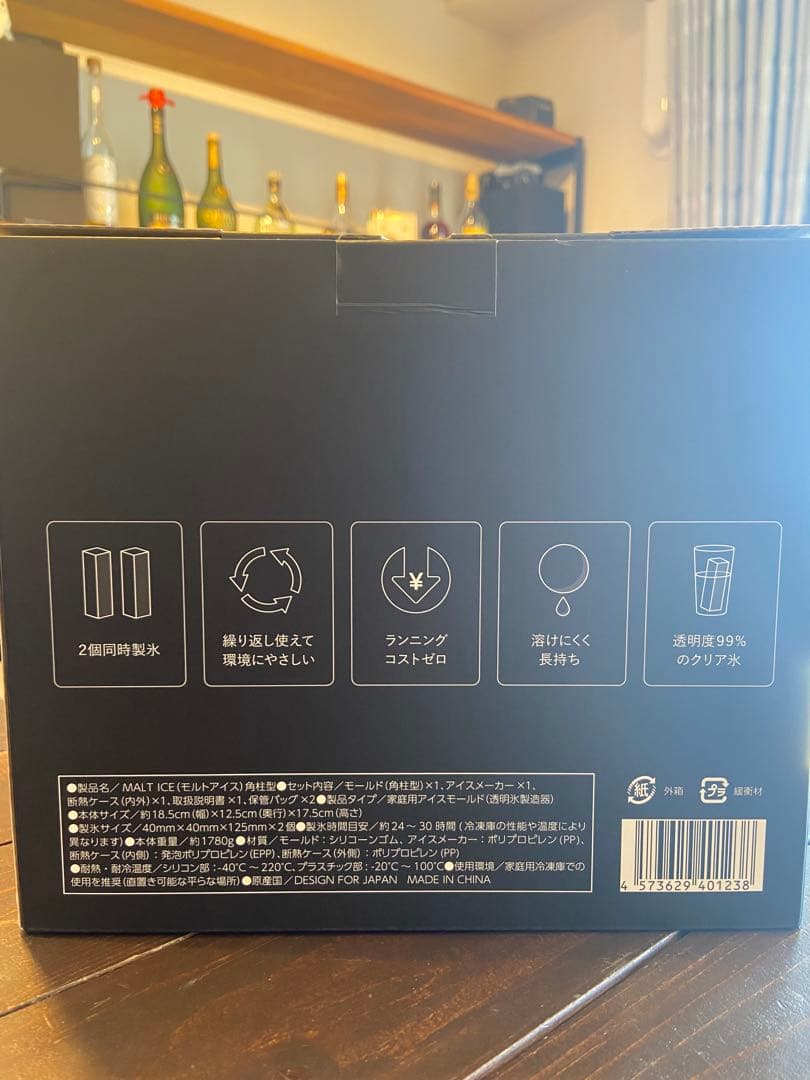 2個同時製氷
繰り返し使えて
環境にやさしい
¥
ランニング
コストゼロ
溶けにくく
長持ち
透明度99%
のクリア氷
●製品名／MALT ICE（モルトアイス）角柱型●セット内容／モールド（角柱型）×1、アイスメーカー×1、
断熱ケース（内外）×1、取扱説明書×1、保管バッグ×2●製品タイプ／家庭用アイスモールド（透明氷製造器）
●本体サイズ／約18.5cm（幅）×12.5cm（奥行）×17.5cm（高さ）
●製氷サイズ／40mm×40mm×125mm×2個●製氷時間目安／約24～30時間（冷凍庫の性能や温度により
異なります）●本体重量／約1780g●材質／モールド：シリコーンゴム、アイスメーカー：ポリプロピレン（PP）、
断熱ケース（内側）：発泡ポリプロピレン（EPP）、断熱ケース（外側）：ポリプロピレン（PP）
●耐熱・耐冷温度／シリコン部：-40℃～220℃、プラスチック部：-20℃～100℃●使用環境／家庭用冷凍庫での
使用を推奨（直置き可能な平らな場所）●原産国／DESIGN FOR JAPAN MADE IN CHINA
紙 外箱 プラ 緩衝材
4 573629 401238